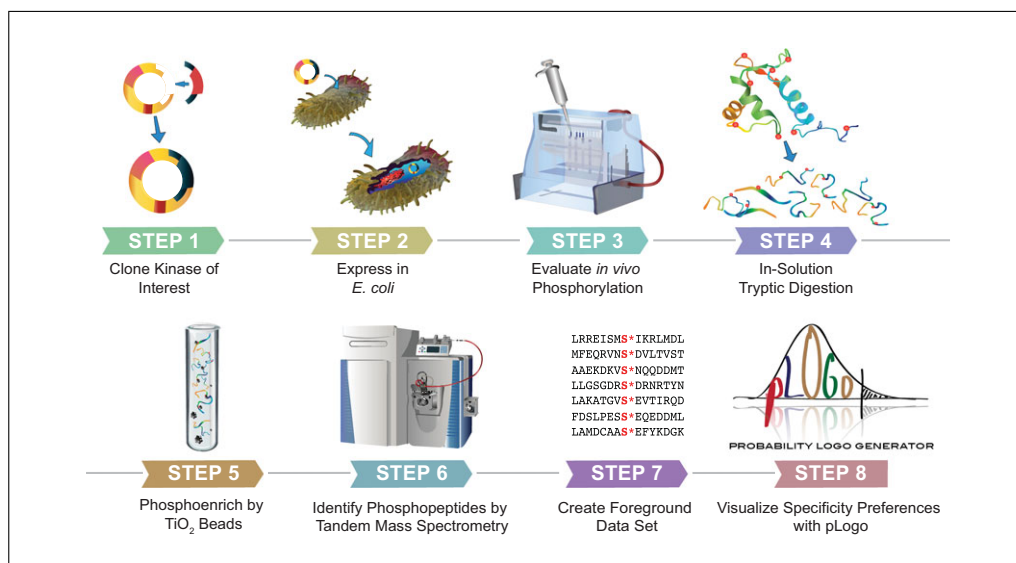 STEP 1
Clone Kinase of
Interest
STEP 2
Express in
E. coli
STEP 3
Evaluate in vivo
Phosphorylation
STEP 4
In-Solution
Tryptic Digestion
STEP 5
Phosphoenrich by
TiO2 Beads
STEP 6
Identify Phosphopeptides by
Tandem Mass Spectrometry
LRREISMS*IKRLMDL
MFEQRVNS*DVLTVST
AAEKDKVS*NQQDDMT
LLGSGDRS*DRNRTYN
LAKATGVS*EVTIRQD
FDSLPESS*EQEDDML
LAMDCAAS*EFYKDGK
STEP 7
Create Foreground
Data Set
pLOGo
PROBABILITY LOGO GENERATOR
STEP 8
Visualize Specificity Preferences
with pLogo